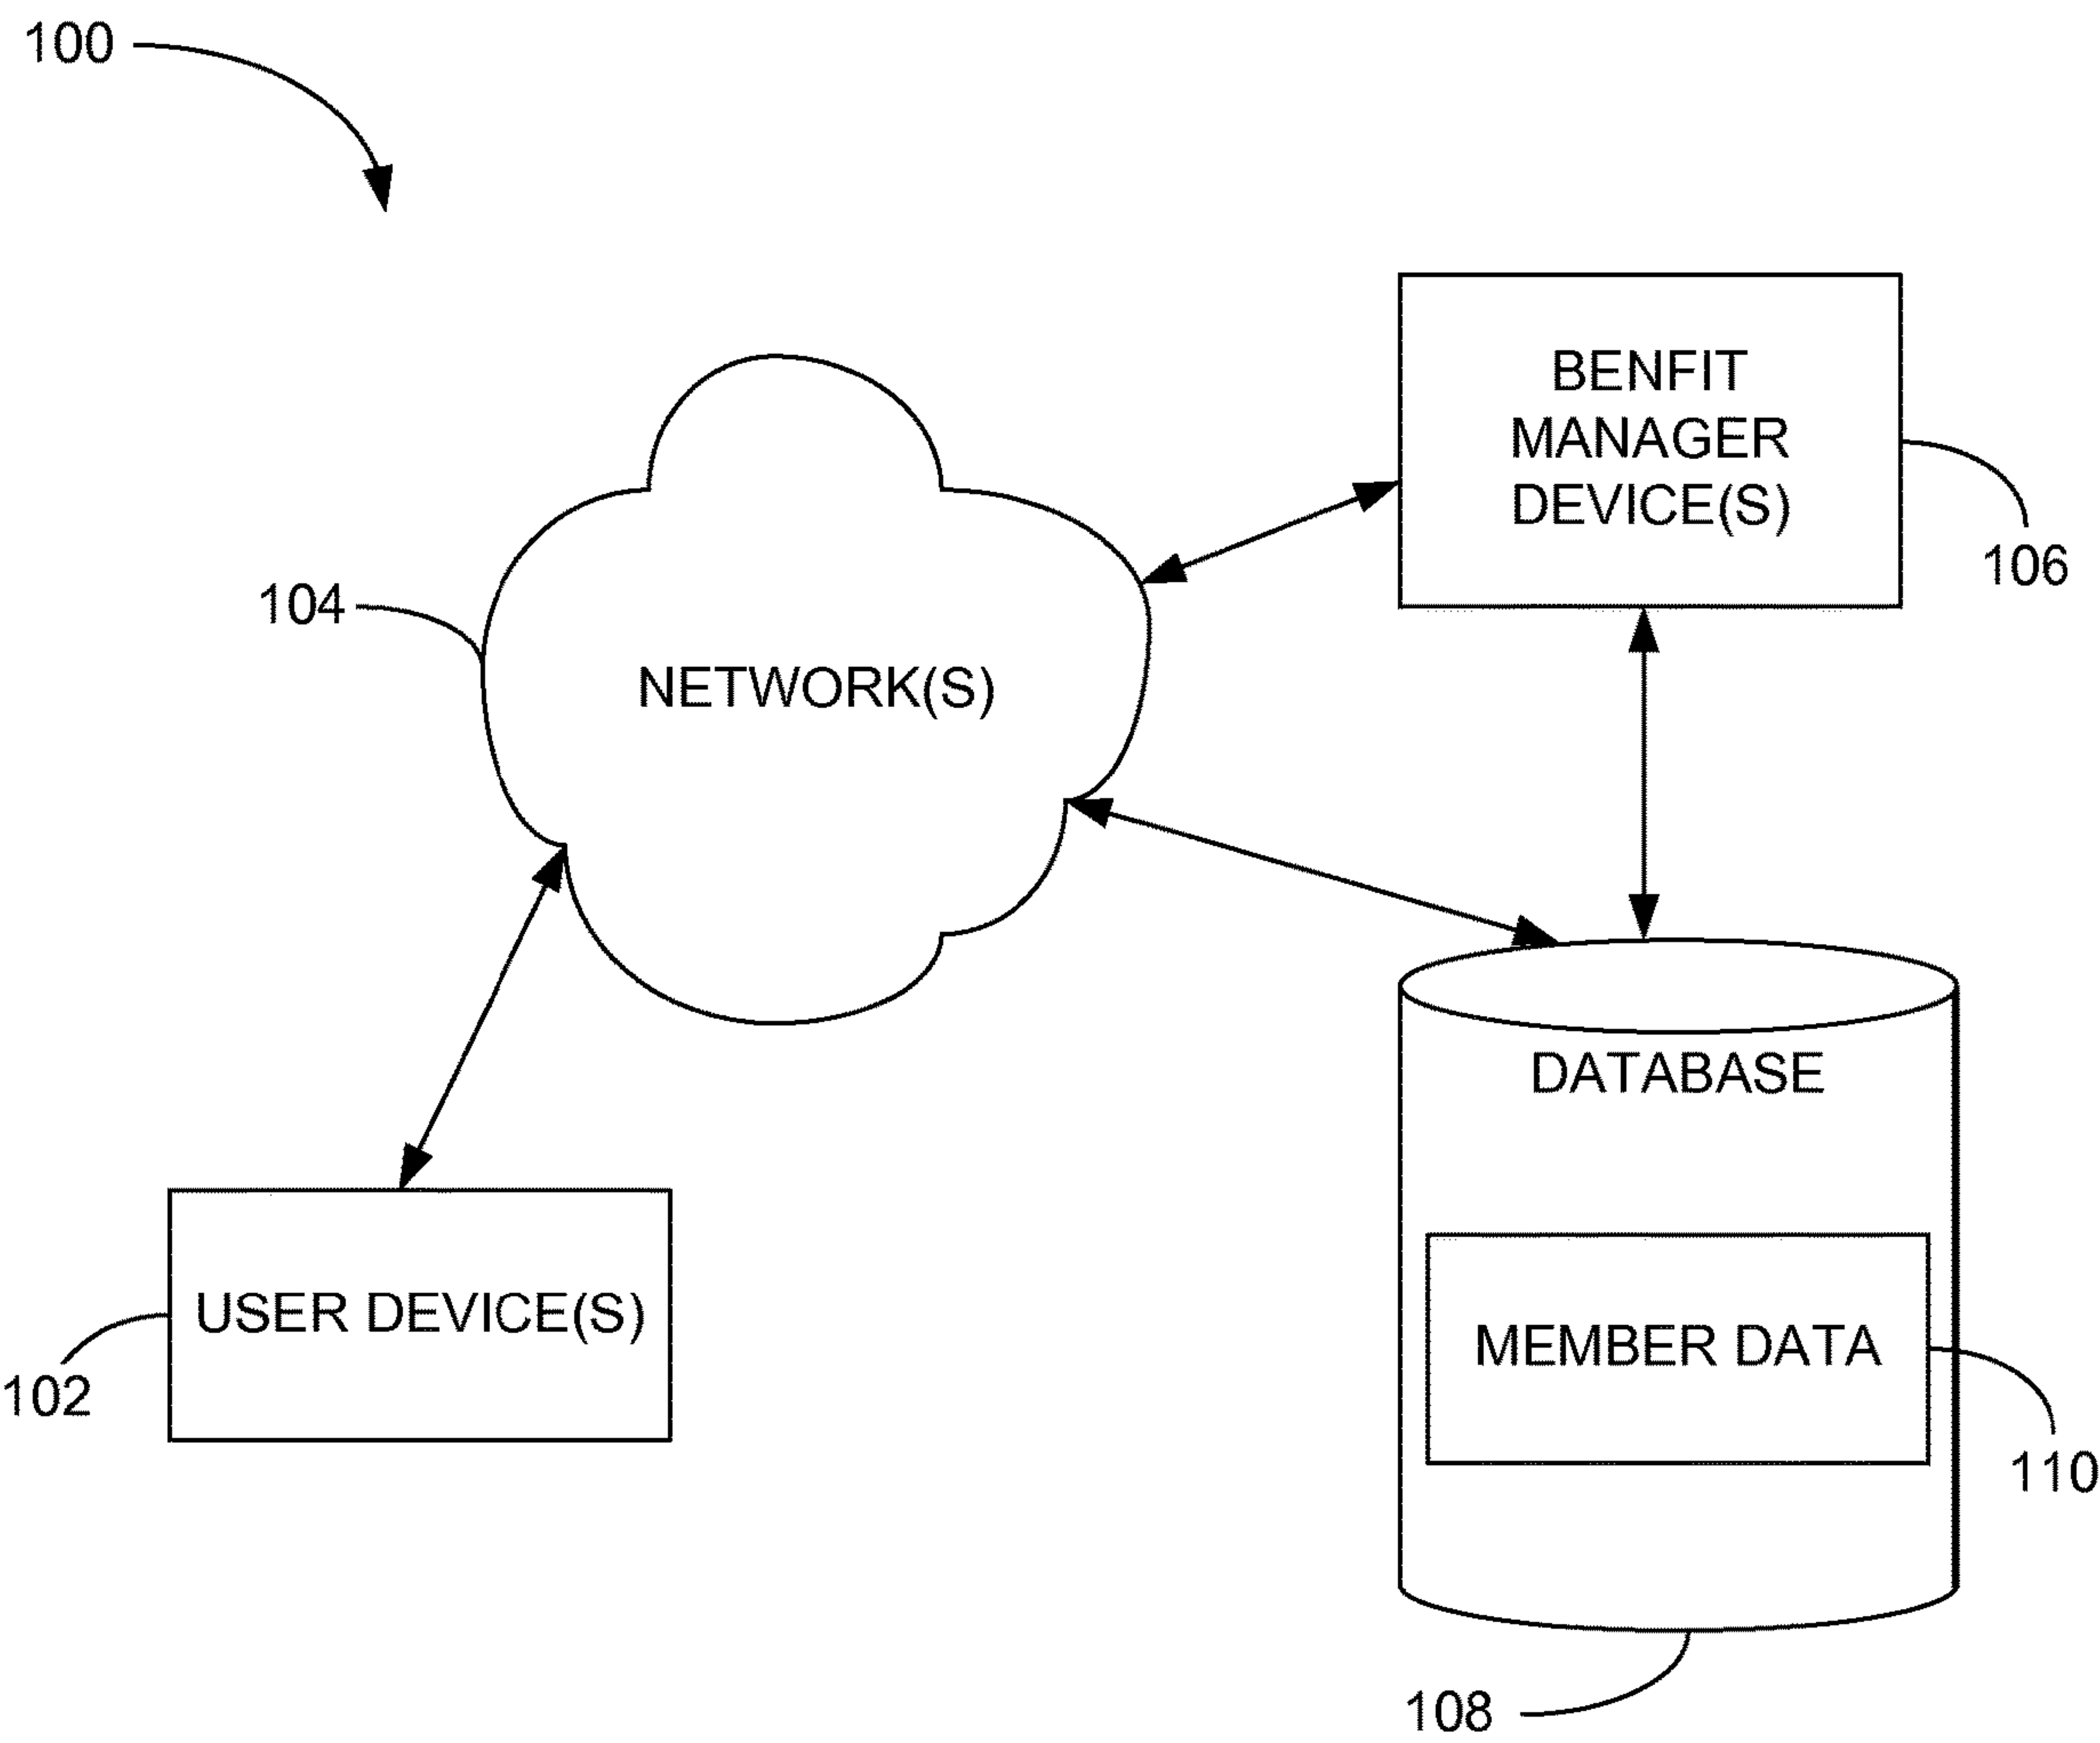 100
BENFIT
MANAGER
DEVICE(S)
106
104
NETWORK(S)
DATABASE
USER DEVICE(S)
MEMBER DATA
102
110
108